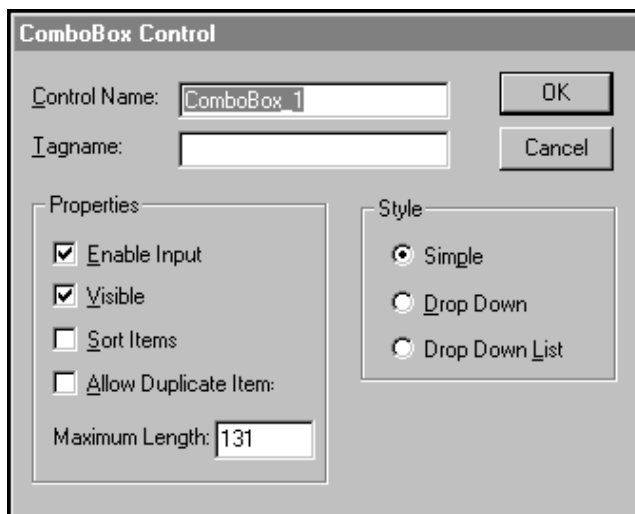 ComboBox Control
Control Name: ComboBox_1
OK
Tagname:
Cancel
Properties
Enable Input
Visible
Sort Items
Allow Duplicate Item:
Maximum Length: 131
Style
Simple
Drop Down
Drop Down List